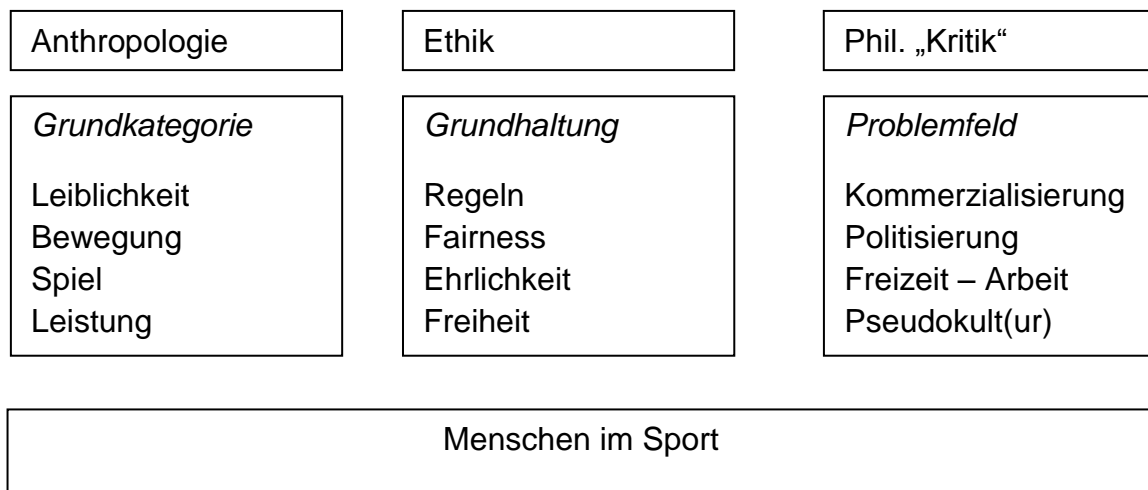 Anthropologie
Ethik
Phil. „Kritik“
Grundkategorie
Leiblichkeit
Bewegung
Spiel
Leistung
Grundhaltung
Regeln
Fairness
Ehrlichkeit
Freiheit
Problemfeld
Kommerzialisierung
Politisierung
Freizeit – Arbeit
Pseudokult(ur)
Menschen im Sport